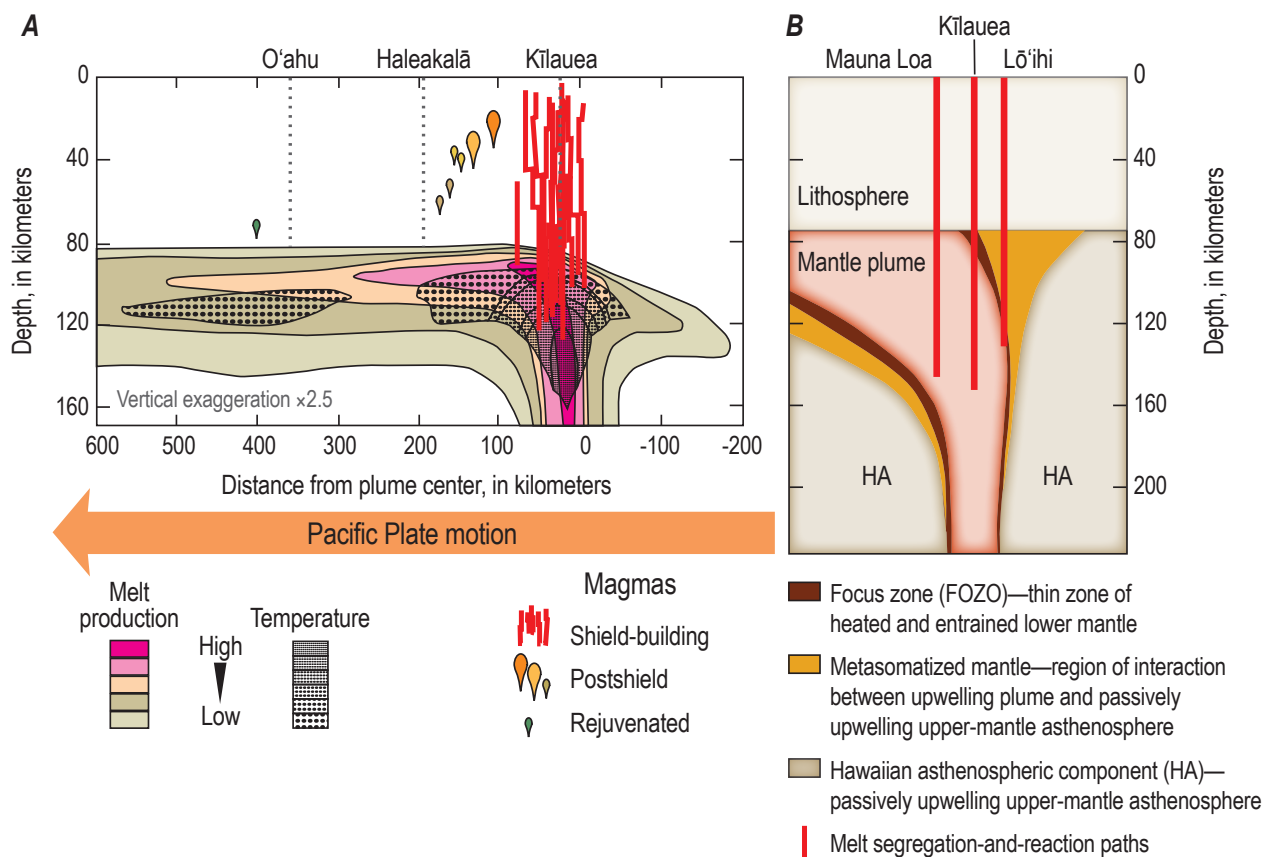 A
Oʻahu
Haleakalā
Kīlauea
0
40
80
120
160
Depth, in kilometers
Vertical exaggeration ×2.5
600
500
400
300
200
100
0
-100
-200
Distance from plume center, in kilometers
Pacific Plate motion
Melt
production
High
Low
Temperature
Magmas
Shield-building
Postshield
Rejuvenated
B
Kīlauea
Mauna Loa
Lōʻihi
0
40
80
120
160
200
Depth, in kilometers
Lithosphere
Mantle plume
HA
HA
Focus zone (FOZO)—thin zone of
heated and entrained lower mantle
Metasomatized mantle—region of interaction
between upwelling plume and passively
upwelling upper-mantle asthenosphere
Hawaiian asthenospheric component (HA)—
passively upwelling upper-mantle asthenosphere
Melt segregation-and-reaction paths